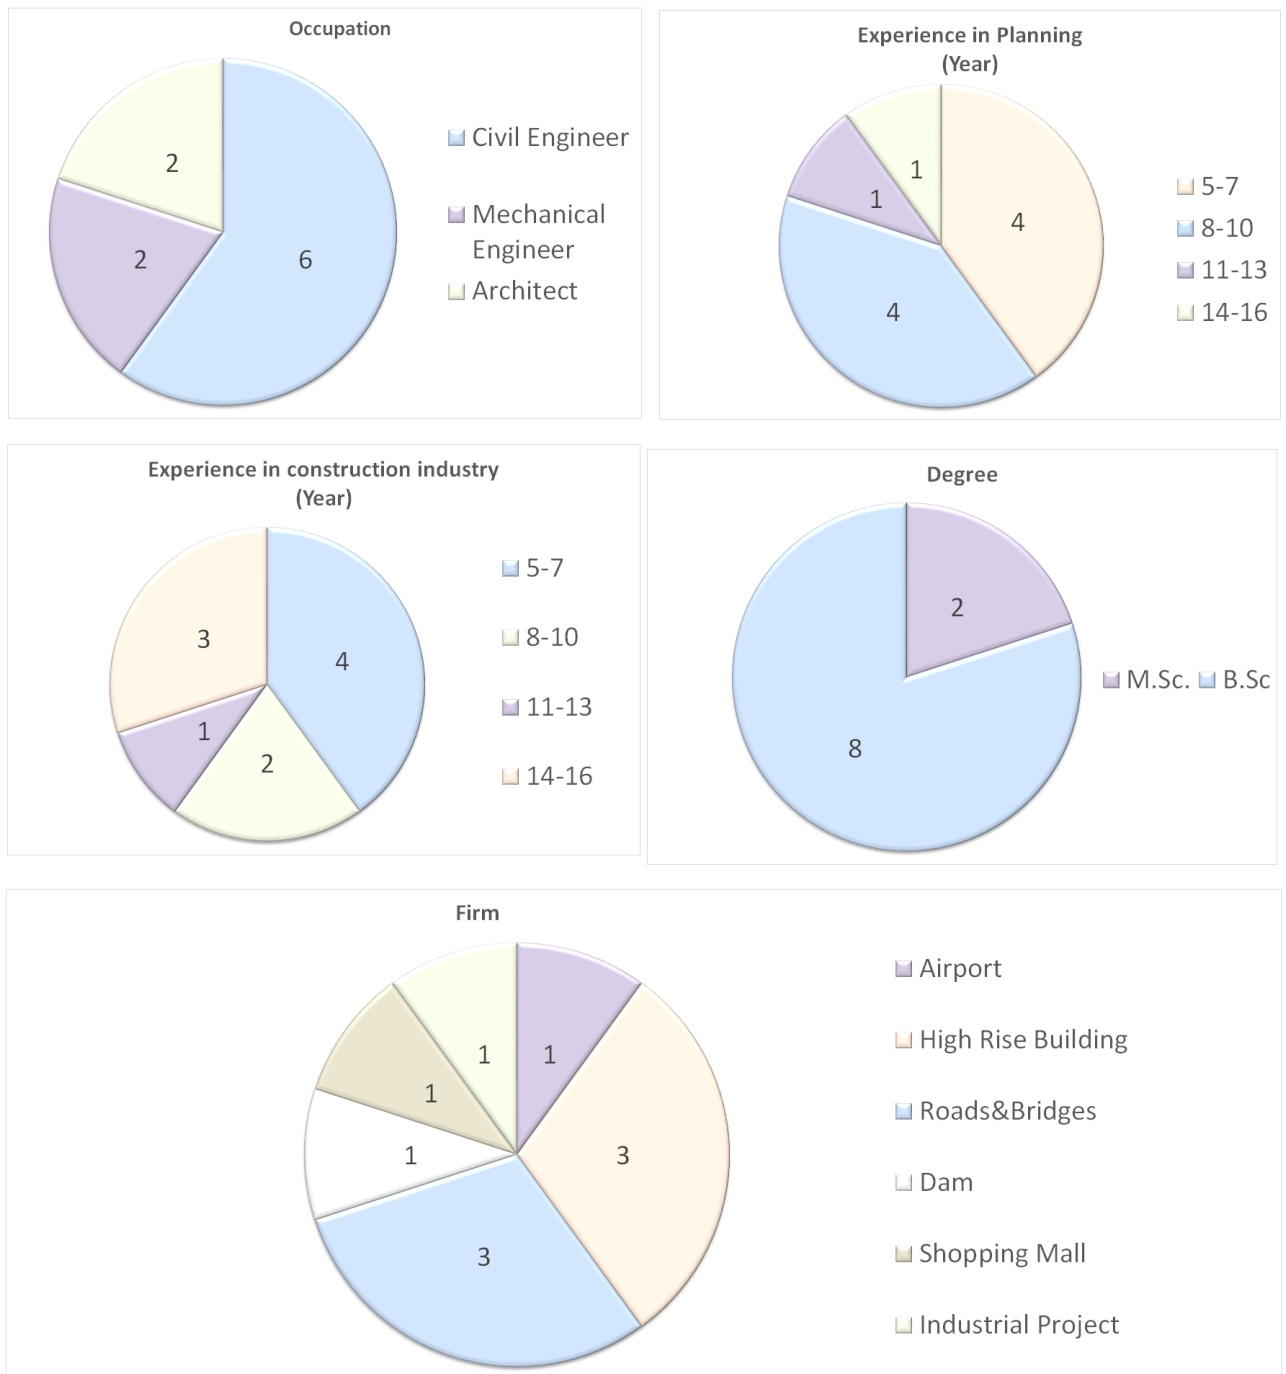 Occupation
2
2
6
Civil Engineer
Mechanical
Engineer
Architect
Experience in Planning
(Year)
1
1
4
4
5-7
8-10
11-13
14-16
Experience in construction industry
(Year)
3
4
1
2
5-7
8-10
11-13
14-16
Degree
2
8
M.Sc. B.Sc
Firm
1
1
1
1
3
3
Airport
High Rise Building
Roads&Bridges
Dam
Shopping Mall
Industrial Project